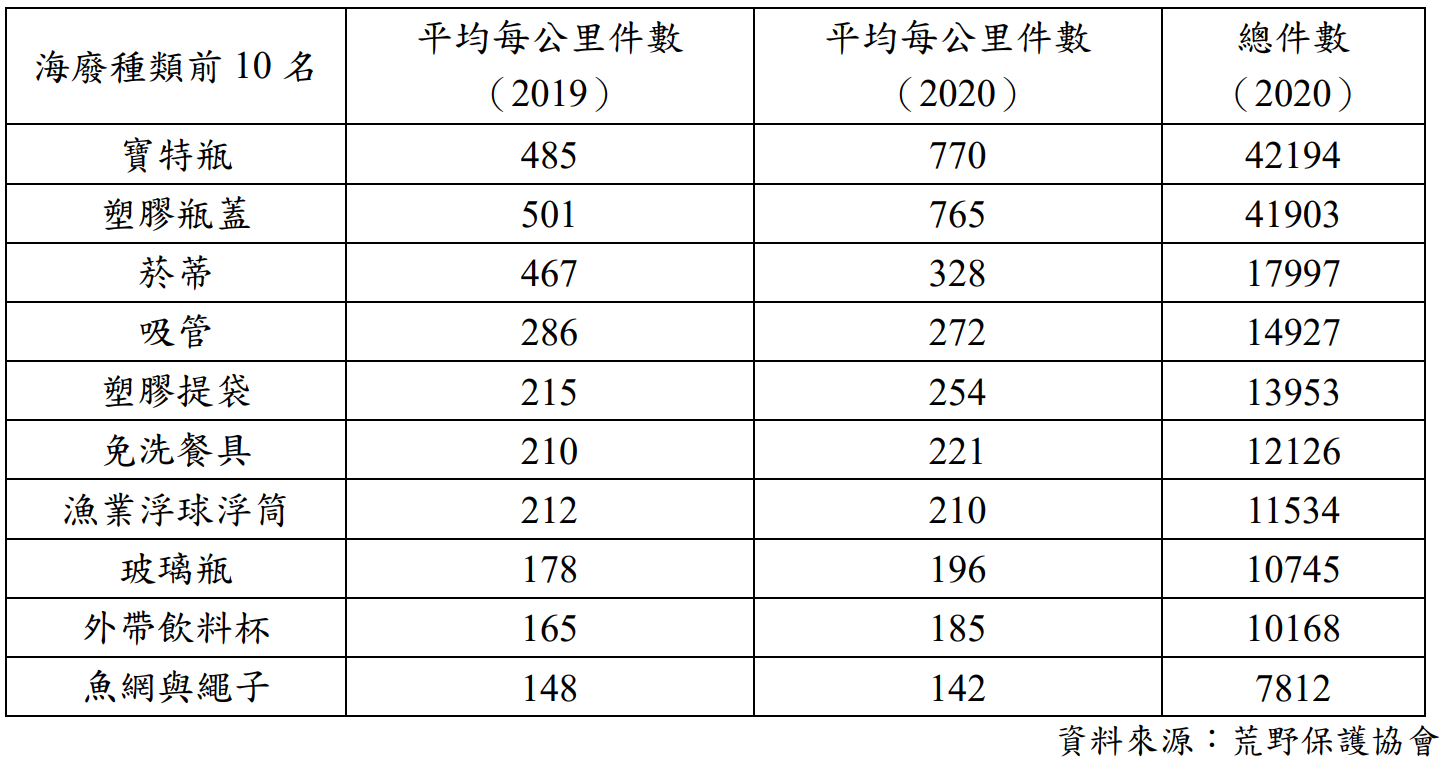 海廢種類前 10 名 平均每公里件數（2019） 平均每公里件數（2020） 總件數（2020）
寶特瓶 485 770 42194
塑膠瓶蓋 501 765 41903
菸蒂 467 328 17997
吸管 286 272 14927
塑膠提袋 215 254 13953
免洗餐具 210 221 12126
漁業浮球浮筒 212 210 11534
玻璃瓶 178 196 10745
外帶飲料杯 165 185 10168
魚網與繩子 148 142 7812
資料來源：荒野保護協會